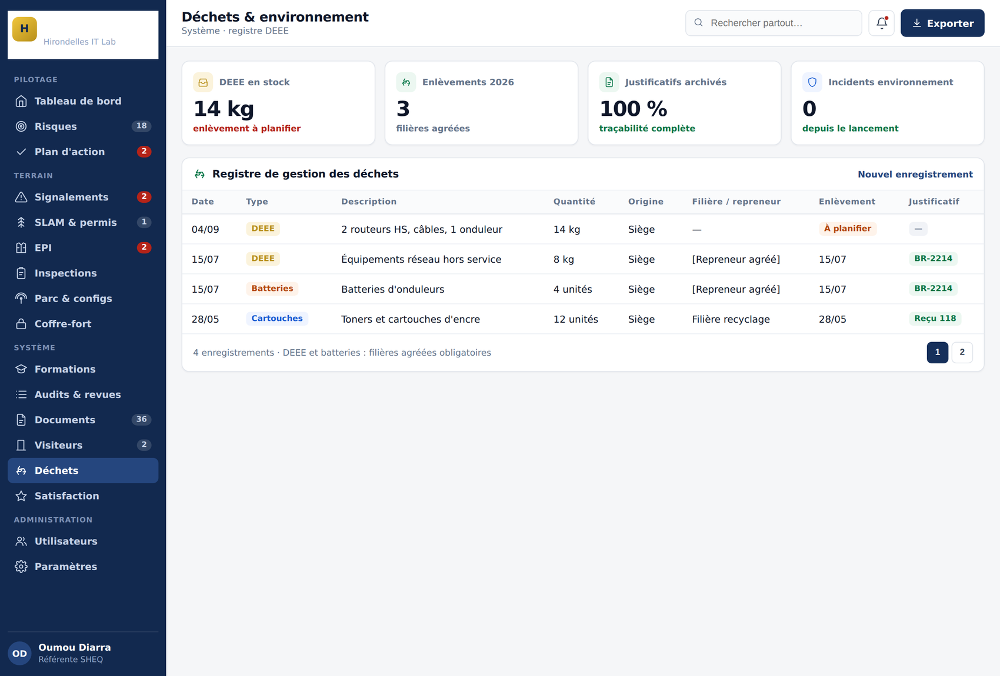 H
Hirondelles IT Lab
PILOTAGE
Tableau de bord
Risques 18
Plan d'action 2
TERRAIN
Signalements 2
SLAM & permis 1
EPI 2
Inspections
Parc & configs
Coffre-fort
SYSTÈME
Formations
Audits & revues
Documents 36
Visiteurs 2
Déchets
Satisfaction
ADMINISTRATION
Utilisateurs
Paramètres
OD
Oumou Diarra
Référente SHEQ
Déchets & environnement
Système · registre DEEE
Rechercher partout…
Exporter
DEEE en stock
14 kg
enlèvement à planifier
Enlèvements 2026
3
filières agréées
Justificatifs archivés
100 %
traçabilité complète
Incidents environnement
0
depuis le lancement
Registre de gestion des déchets
Nouvel enregistrement
Date Type Description Quantité Origine Filière / repreneur Enlèvement Justificatif
04/09 DEEE 2 routeurs HS, câbles, 1 onduleur 14 kg Siège — À planifier —
15/07 DEEE Équipements réseau hors service 8 kg Siège [Repreneur agréé] 15/07 BR-2214
15/07 Batteries Batteries d'onduleurs 4 unités Siège [Repreneur agréé] 15/07 BR-2214
28/05 Cartouches Toners et cartouches d'encre 12 unités Siège Filière recyclage 28/05 Reçu 118
4 enregistrements · DEEE et batteries : filières agréées obligatoires
1 2